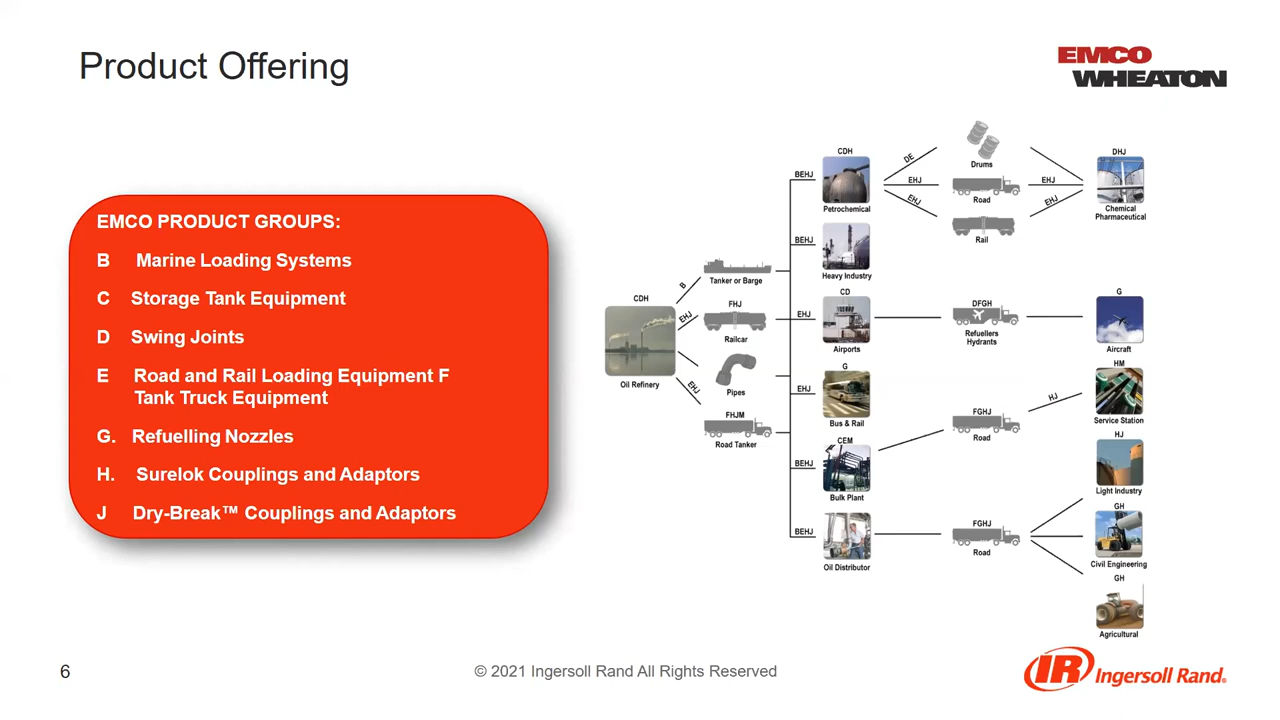 Product Offering
EMCO
WHEATON
EMCO PRODUCT GROUPS:
B Marine Loading Systems
C Storage Tank Equipment
D Swing Joints
E Road and Rail Loading Equipment F
Tank Truck Equipment
G. Refuelling Nozzles
H. Surelok Couplings and Adaptors
J Dry-Break™ Couplings and Adaptors
CDH
Oil Refinery
B
EHJ
EHJ
Tanker or Barge
FHJ
Railcar
Pipes
FHJM
Road Tanker
BEHJ
CDH
Petrochemical
BEHJ
Heavy Industry
EHJ
CD
Airports
EHJ
G
Bus & Rail
BEHJ
CEM
Bulk Plant
BEHJ
Oil Distributor
DE
EHJ
EHJ
Drums
Road
Rail
EHJ
EHJ
DHJ
Chemical
Pharmaceutical
DFGH
Refuellers
Hydrants
G
Aircraft
FGHJ
Road
HJ
HM
Service Station
FGHJ
Road
HJ
Light Industry
GH
Civil Engineering
GH
Agricultural
6
© 2021 Ingersoll Rand All Rights Reserved
IR Ingersoll Rand®